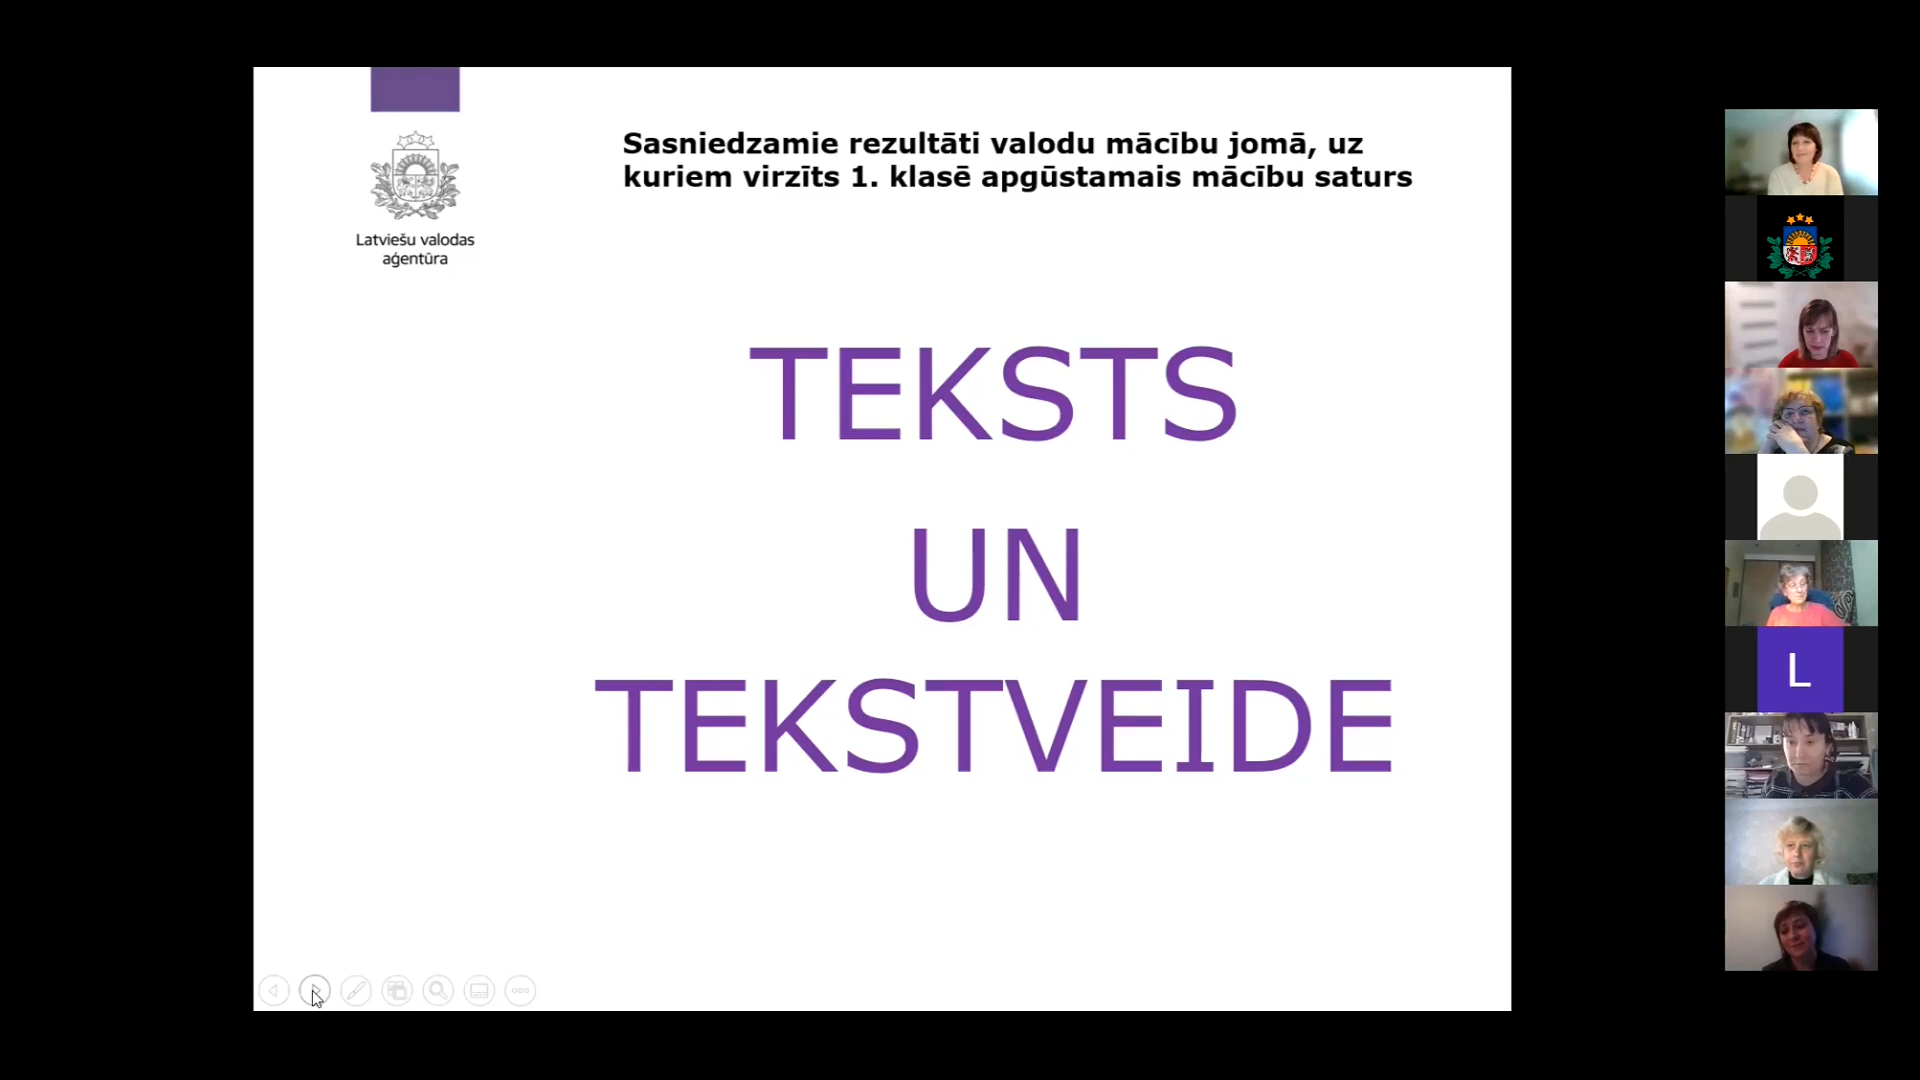 Sasniedzamie rezultāti valodu mācību jomā, uz
kuriem virzīts 1. klasē apgūstamais mācību saturs
Latviešu valodas
aģentūra
TEKSTS
UN
TEKSTVEIDE
L